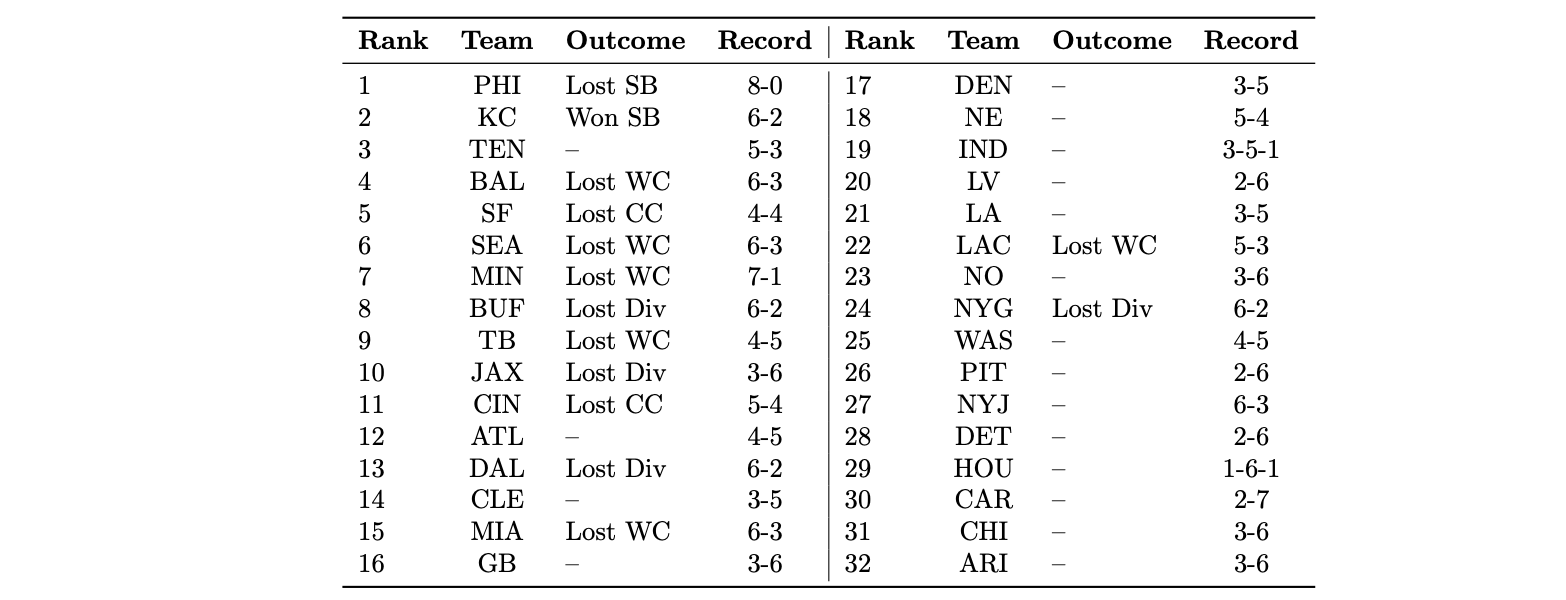 Rank Team Outcome Record Rank Team Outcome Record
1 PHI Lost SB 8-0 17 DEN – 3-5
2 KC Won SB 6-2 18 NE – 5-4
3 TEN – 5-3 19 IND – 3-5-1
4 BAL Lost WC 6-3 20 LV – 2-6
5 SF Lost CC 4-4 21 LA – 3-5
6 SEA Lost WC 6-3 22 LAC Lost WC 5-3
7 MIN Lost WC 7-1 23 NO – 3-6
8 BUF Lost Div 6-2 24 NYG Lost Div 6-2
9 TB Lost WC 4-5 25 WAS – 4-5
10 JAX Lost Div 3-6 26 PIT – 2-6
11 CIN Lost CC 5-4 27 NYJ – 6-3
12 ATL – 4-5 28 DET – 2-6
13 DAL Lost Div 6-2 29 HOU – 1-6-1
14 CLE – 3-5 30 CAR – 2-7
15 MIA Lost WC 6-3 31 CHI – 3-6
16 GB – 3-6 32 ARI – 3-6